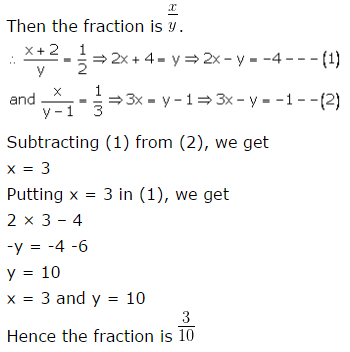 Then the fraction is x/y.
∴ (x + 2)/y = 1/2 ⇒ 2x + 4 = y ⇒ 2x – y = –4 – – – (1)
and x/(y – 1) = 1/3 ⇒ 3x = y – 1 ⇒ 3x – y = –1 – – (2)
Subtracting (1) from (2), we get
x = 3
Putting x = 3 in (1), we get
2 × 3 – 4
-y = -4 -6
y = 10
x = 3 and y = 10
Hence the fraction is 3/10